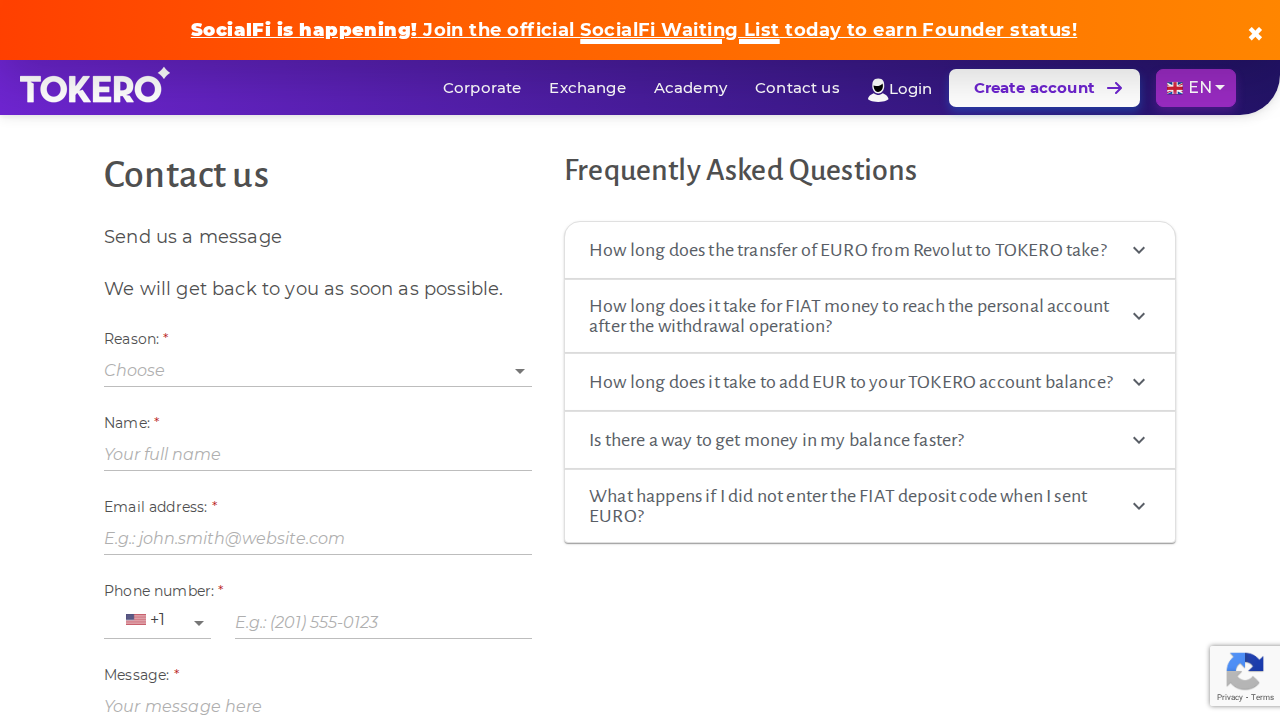 SocialFi is happening! Join the official SocialFi Waiting List today to earn Founder status!
TOKERO
Corporate
Exchange
Academy
Contact us
Login
Create account
EN
Contact us
Send us a message
We will get back to you as soon as possible.
Reason: *
Choose
Name: *
Your full name
Email address: *
E.g.: john.smith@website.com
Phone number: *
+1
E.g.: (201) 555-0123
Message: *
Your message here
Frequently Asked Questions
How long does the transfer of EURO from Revolut to TOKERO take?
How long does it take for FIAT money to reach the personal account
after the withdrawal operation?
How long does it take to add EUR to your TOKERO account balance?
Is there a way to get money in my balance faster?
What happens if I did not enter the FIAT deposit code when I sent
EURO?
Privacy - Terms